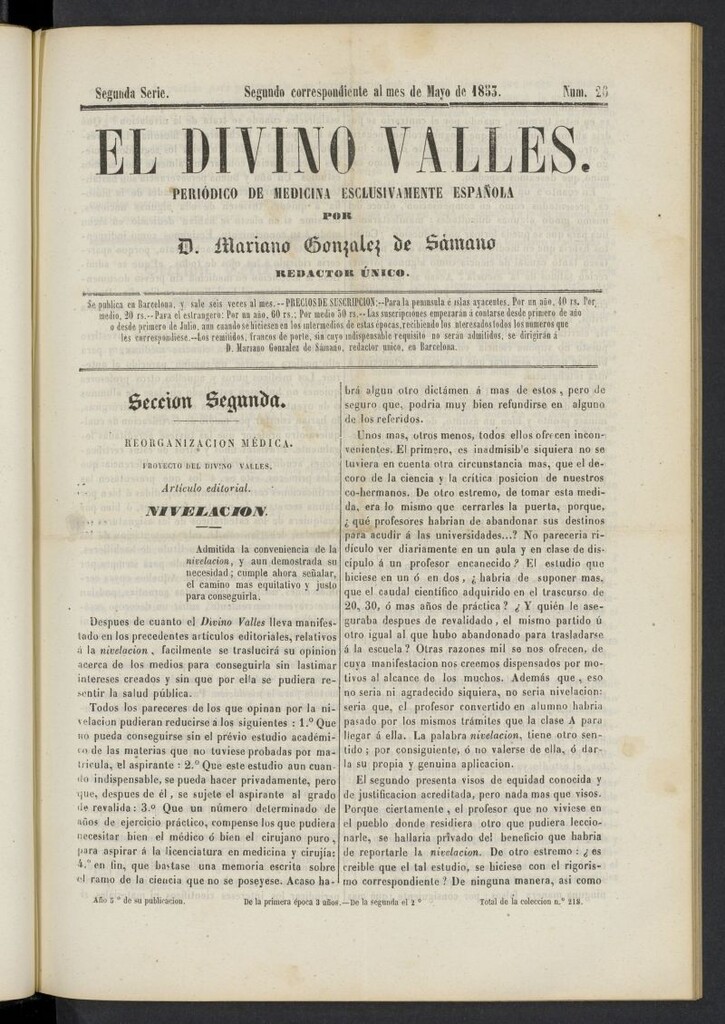 Segunda Serie. Segundo correspondiente al mes de Mayo de 1853. Num. 26
EL DIVINO VALLES.
PERIÓDICO DE MEDICINA ESCLUSIVAMENTE ESPAÑOLA
POR
D. Mariano Gonzalez de Sámano
REDACTOR ÚNICO.
Se publica en Barcelona, y sale seis veces al mes.--PRECIOS DE SUSCRIPCION:--Para la peninsula é islas ayacentes, Por un año, 40 rs. Por
medio, 20 rs.--Para el estrangero: Por un año, 60 rs.; Por medio 30 rs.--Las suscripciones empezarán á contarse desde primero de año
o desde primero de Julio, aun cuando se hiciesen en los intermedios de estas épocas, recibiendo los interesados todos los numeros que
les correspondiese.--Los remitidos, francos de porte, sin cuyo indispensable requisito no serán admitidos, se dirigirán á
D. Mariano Gonzalez de Sámano, redactor unico, en Barcelona.
Seccion Segunda.
REORGANIZACION MÉDICA.
PROYECTO DEL DIVINO VALLES.
Artículo editorial.
NIVELACION.
Admitida la conveniencia de la
nivelacion, y aun demostrada su
necesidad; cumple ahora señalar,
el camino mas equitativo y justo
para conseguirla.
Despues de cuanto el Divino Valles lleva manifes-
tado en los precedentes artículos editoriales, relativos
á la nivelacion, facilmente se traslucirá su opinion
acerca de los medios para conseguirla sin lastimar
intereses creados y sin que por ella se pudiera re-
sentir la salud pública.
Todos los pareceres de los que opinan por la ni-
velacion pudieran reducirse á los siguientes: 1.º Que
no pueda conseguirse sin el prévio estudio académi-
co de las materias que no tuviese probadas por ma-
tricula, el aspirante: 2.º Que este estudio aun cuan-
do indispensable, se pueda hacer privadamente, pero
que, despues de él, se sujete el aspirante al grado
de revalida: 3.º Que un número determinado de
años de ejercicio práctico, compense los que pudiera
necesitar bien el médico ó bien el cirujano puro,
para aspirar á la licenciatura en medicina y cirujía:
4.º en fin, que bastase una memoria escrita sobre
el ramo de la ciencia que no se poseyese. Acaso ha-
brá algun otro dictámen á mas de estos, pero de
seguro que, podria muy bien refundirse en alguno
de los referidos.
Unos mas, otros menos, todos ellos ofrecen incon-
venientes. El primero, es inadmisib'e siquiera no se
tuviera en cuenta otra circunstancia mas, que el de-
coro de la ciencia y la crítica posicion de nuestros
co-hermanos. De otro estremo, de tomar esta medi-
da, era lo mismo que cerrarles la puerta, porque,
¿qué profesores habrian de abandonar sus destinos
para acudir á las universidades...? No pareceria ri-
dículo ver diariamente en un aula y en clase de dis-
cípulo á un profesor encanecido? El estudio que
hiciese en un ó en dos, ¿habria de suponer mas,
que el caudal científico adquirido en el trascurso de
20, 30, ó mas años de práctica? ¿Y quién le ase-
guraba despues de revalidado, el mismo partido ú
otro igual al que hubo abandonado para trasladarse
á la escuela? Otras razones mil se nos ofrecen, de
cuya manifestacion nos creemos dispensados por mo-
tivos al alcance de los muchos. Además que, eso
no seria ni agradecido siquiera, no seria nivelacion:
seria que, el profesor convertido en alumno habria
pasado por los mismos trámites que la clase A para
llegar á ella. La palabra nivelacion, tiene otro sen-
tido; por consiguiente, ó no valerse de ella, ó dar-
la su propia y genuina aplicacion.
El segundo presenta visos de equidad conocida y
de justificacion acreditada, pero nada mas que visos.
Porque ciertamente, el profesor que no viviese en
el pueblo donde residiera otro que pudiera leccio-
narle, se hallaria privado del beneficio que habria
de reportarle la nivelacion. De otro estremo: ¿es
creible que el tal estudio, se hiciese con el rigoris-
mo correspondiente? De ninguna manera, asi como
Año 5º de su publicacion. De la primera época 3 años.--De la segunda el 2º Total de la coleccion n.º 218.